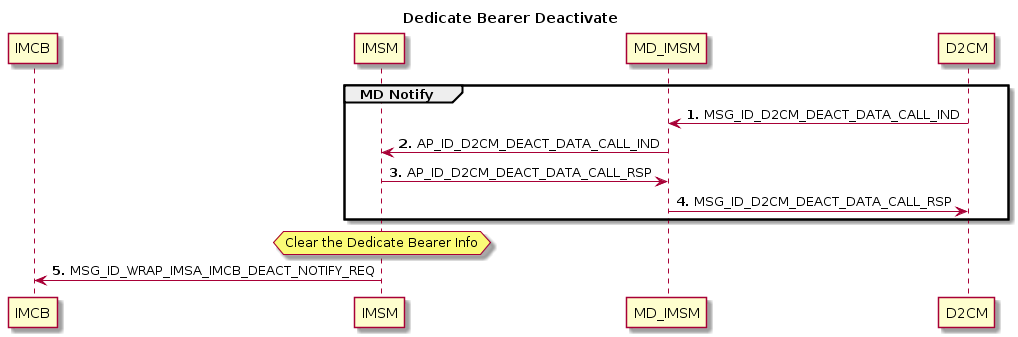 Dedicate Bearer Deactivate
IMCB
IMSM
MD_IMSM
D2CM
MD Notify
1. MSG_ID_D2CM_DEACT_DATA_CALL_IND
2. AP_ID_D2CM_DEACT_DATA_CALL_IND
3. AP_ID_D2CM_DEACT_DATA_CALL_RSP
4. MSG_ID_D2CM_DEACT_DATA_CALL_RSP
Clear the Dedicate Bearer Info
5. MSG_ID_WRAP_IMSA_IMCB_DEACT_NOTIFY_REQ
IMCB
IMSM
MD_IMSM
D2CM